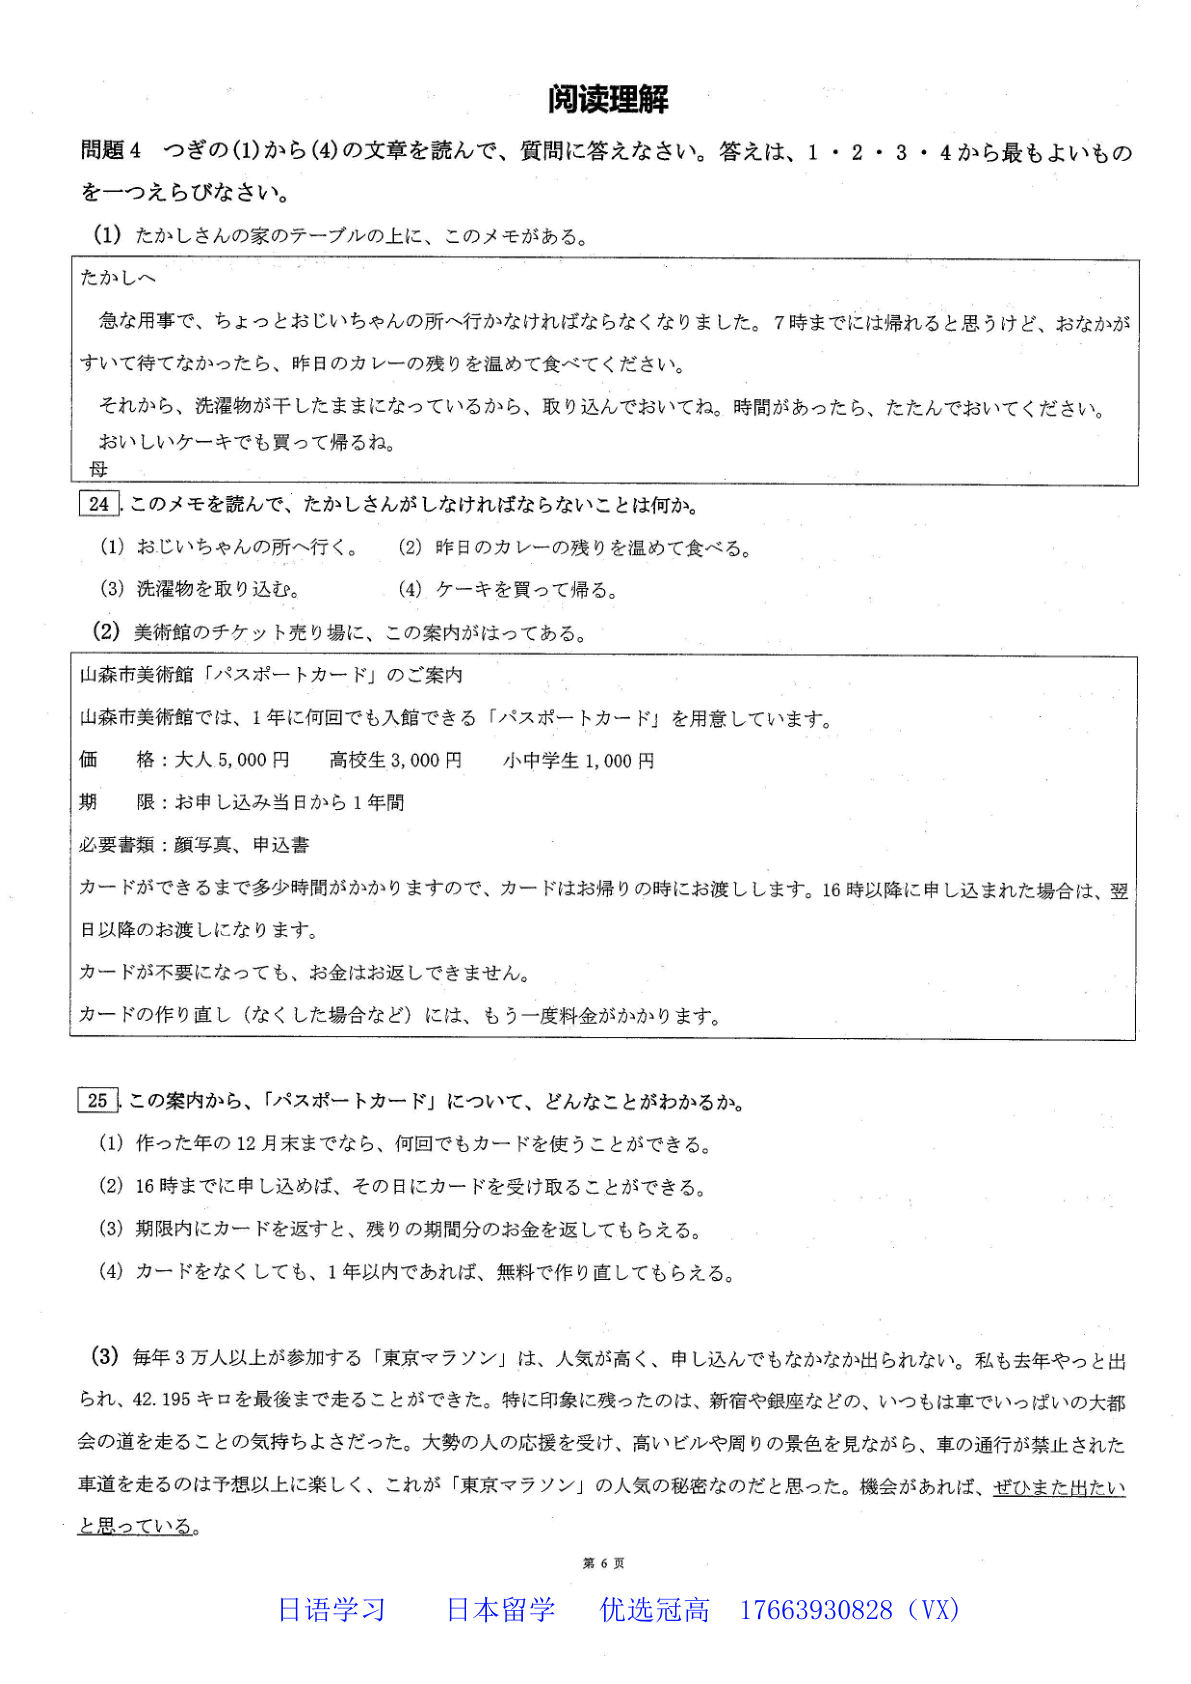 阅读理解
問題4　つぎの(1)から(4)の文章を読んで、質問に答えなさい。答えは、1・2・3・4から最もよいもの
を一つえらびなさい。
(1) たかしさんの家のテーブルの上に、このメモがある。
たかしへ
急な用事で、ちょっとおじいちゃんの所へ行かなければならなくなりました。7時までには帰れると思うけど、おなかが
すいて待てなかったら、昨日のカレーの残りを温めて食べてください。
それから、洗濯物が干したままになっているから、取り込んでおいてね。時間があったら、たたんでおいてください。
おいしいケーキでも買って帰るね。
母
24.このメモを読んで、たかしさんがしなければならないことは何か。
(1) おじいちゃんの所へ行く。　(2) 昨日のカレーの残りを温めて食べる。
(3) 洗濯物を取り込む。　(4) ケーキを買って帰る。
(2) 美術館のチケット売り場に、この案内がはってある。
山森市美術館「パスポートカード」のご案内
山森市美術館では、1年に何回でも入館できる「パスポートカード」を用意しています。
価　　格：大人5,000円　　高校生3,000円　　小中学生1,000円
期　　限：お申し込み当日から1年間
必要書類：顔写真、申込書
カードができるまで多少時間がかかりますので、カードはお帰りの時にお渡しします。16時以降に申し込まれた場合は、翌
日以降のお渡しになります。
カードが不要になっても、お金はお返しできません。
カードの作り直し（なくした場合など）には、もう一度料金がかかります。
25.この案内から、「パスポートカード」について、どんなことがわかるか。
(1) 作った年の12月末までなら、何回でもカードを使うことができる。
(2) 16時までに申し込めば、その日にカードを受け取ることができる。
(3) 期限内にカードを返すと、残りの期間分のお金を返してもらえる。
(4) カードをなくしても、1年以内であれば、無料で作り直してもらえる。
(3) 毎年3万人以上が参加する「東京マラソン」は、人気が高く、申し込んでもなかなか出られない。私も去年やっと出
られ、42.195キロを最後まで走ることができた。特に印象に残ったのは、新宿や銀座などの、いつもは車でいっぱいの大都
会の道を走ることの気持ちよさだった。大勢の人の応援を受け、高いビルや周りの景色を見ながら、車の通行が禁止された
車道を走るのは予想以上に楽しく、これが「東京マラソン」の人気の秘密なのだと思った。機会があれば、ぜひまた出たい
と思っている。
第 6 页
日语学习　　日本留学　　优选冠高　17663930828（VX)